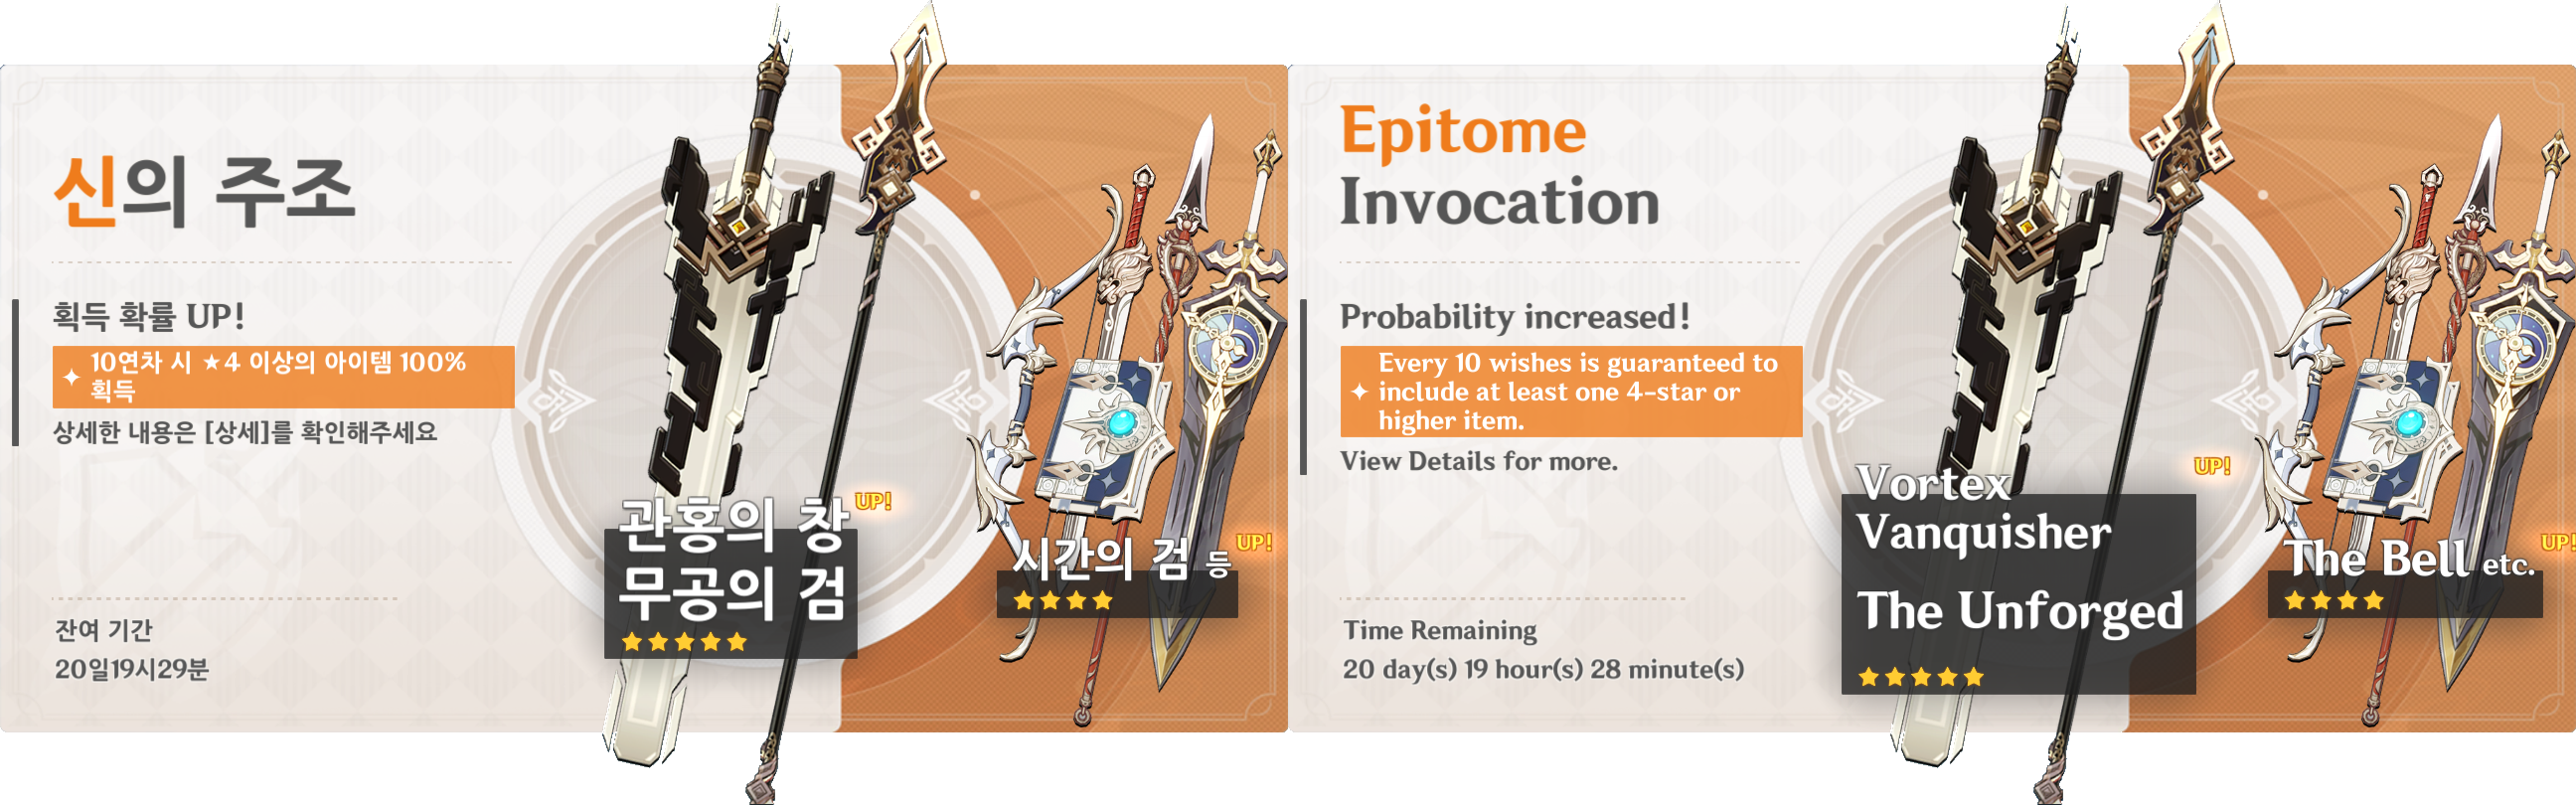 신의 주조
획득 확률 UP!
10연차 시 ★4 이상의 아이템 100%
획득
상세한 내용은 [상세]를 확인해주세요
잔여 기간
20일19시29분
관홍의 창
UP!
무공의 검
시간의 검 등
UP!
Epitome
Invocation
Probability increased!
Every 10 wishes is guaranteed to
include at least one 4-star or
higher item.
View Details for more.
Time Remaining
20 day(s) 19 hour(s) 28 minute(s)
Vortex
Vanquisher
UP!
The Unforged
The Bell etc.
UP!